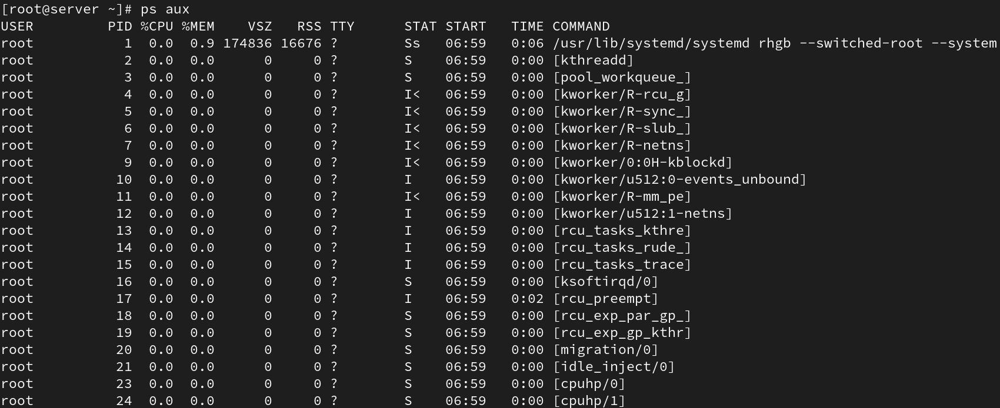 [root@server ~]# ps aux
USER         PID %CPU %MEM    VSZ   RSS TTY      STAT START   TIME COMMAND
root           1  0.0  0.9 174836 16676 ?        Ss   06:59   0:06 /usr/lib/systemd/systemd rhgb --switched-root --system
root           2  0.0  0.0      0     0 ?        S    06:59   0:00 [kthreadd]
root           3  0.0  0.0      0     0 ?        S    06:59   0:00 [pool_workqueue_]
root           4  0.0  0.0      0     0 ?        I<   06:59   0:00 [kworker/R-rcu_g]
root           5  0.0  0.0      0     0 ?        I<   06:59   0:00 [kworker/R-sync_]
root           6  0.0  0.0      0     0 ?        I<   06:59   0:00 [kworker/R-slub_]
root           7  0.0  0.0      0     0 ?        I<   06:59   0:00 [kworker/R-netns]
root           9  0.0  0.0      0     0 ?        I<   06:59   0:00 [kworker/0:0H-kblockd]
root          10  0.0  0.0      0     0 ?        I    06:59   0:00 [kworker/u512:0-events_unbound]
root          11  0.0  0.0      0     0 ?        I<   06:59   0:00 [kworker/R-mm_pe]
root          12  0.0  0.0      0     0 ?        I    06:59   0:00 [kworker/u512:1-netns]
root          13  0.0  0.0      0     0 ?        I    06:59   0:00 [rcu_tasks_kthre]
root          14  0.0  0.0      0     0 ?        I    06:59   0:00 [rcu_tasks_rude_]
root          15  0.0  0.0      0     0 ?        I    06:59   0:00 [rcu_tasks_trace]
root          16  0.0  0.0      0     0 ?        S    06:59   0:00 [ksoftirqd/0]
root          17  0.0  0.0      0     0 ?        I    06:59   0:02 [rcu_preempt]
root          18  0.0  0.0      0     0 ?        S    06:59   0:00 [rcu_exp_par_gp_]
root          19  0.0  0.0      0     0 ?        S    06:59   0:00 [rcu_exp_gp_kthr]
root          20  0.0  0.0      0     0 ?        S    06:59   0:00 [migration/0]
root          21  0.0  0.0      0     0 ?        S    06:59   0:00 [idle_inject/0]
root          23  0.0  0.0      0     0 ?        S    06:59   0:00 [cpuhp/0]
root          24  0.0  0.0      0     0 ?        S    06:59   0:00 [cpuhp/1]